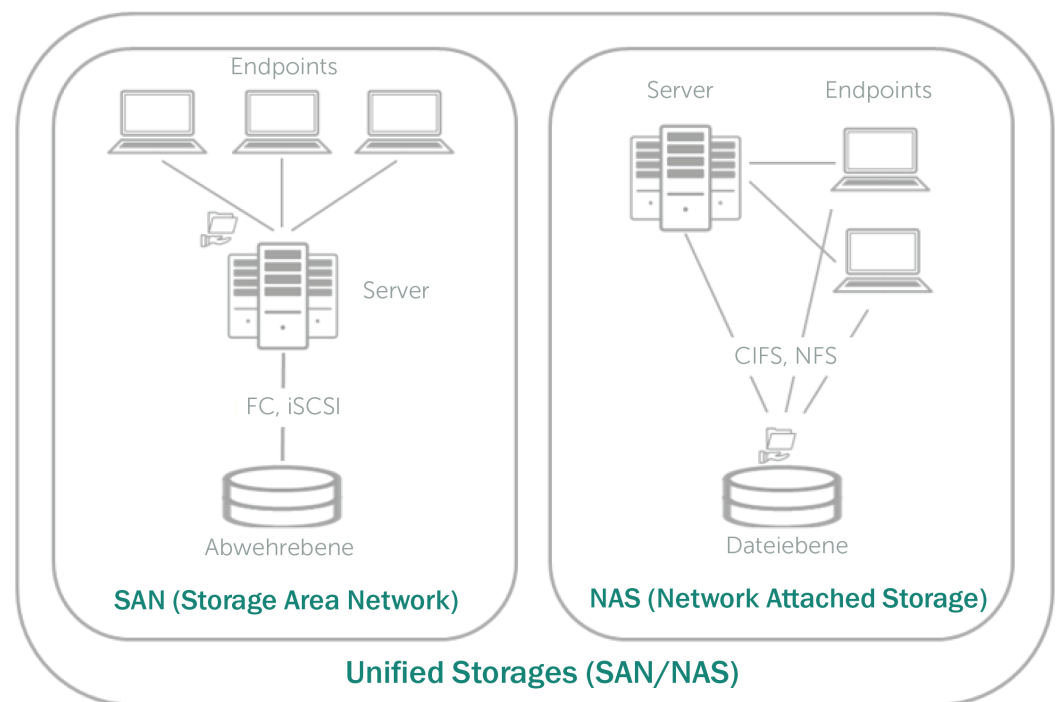 Endpoints
Server
FC, iSCSI
Abwehrebene
SAN (Storage Area Network)
Server
Endpoints
CIFS, NFS
Dateiebene
NAS (Network Attached Storage)
Unified Storages (SAN/NAS)